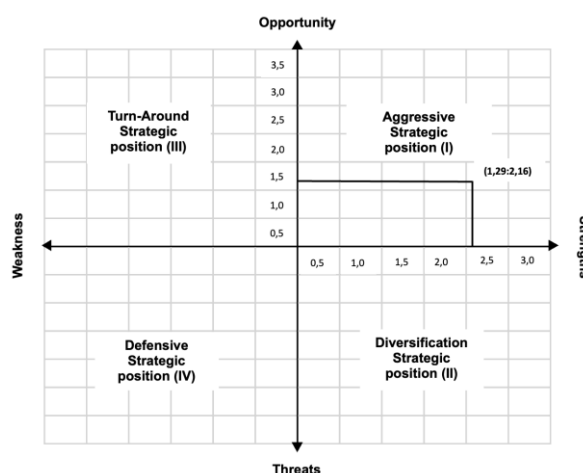 Opportunity
3,5
3,0
2,5
2,0
1,5
1,0
0,5
Turn-Around
Strategic
position (III)
Aggressive
Strategic
position (I)
(1,29:2,16)
Weakness
Strengths
0,5 1,0 1,5 2,0 2,5 3,0
Defensive
Strategic
position (IV)
Diversification
Strategic
position (II)
Threats